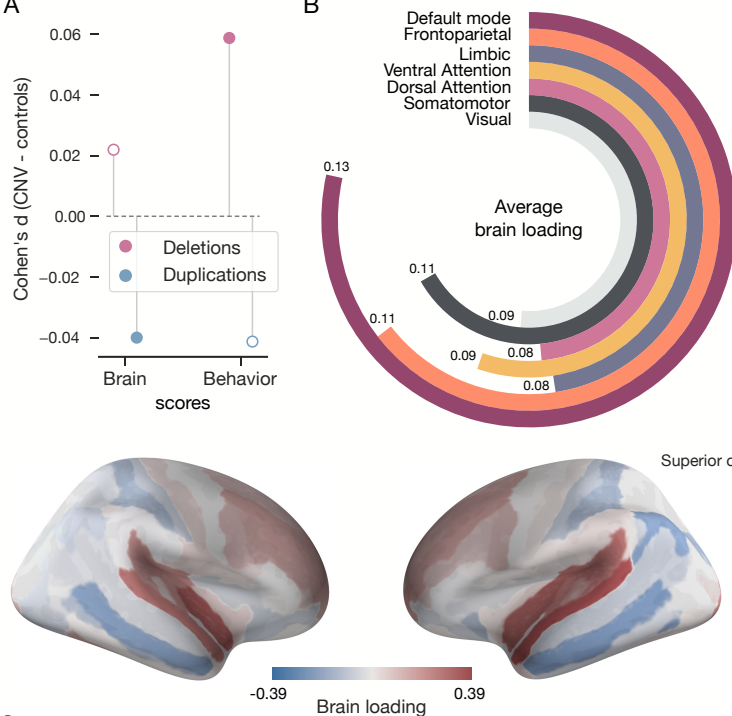 A
0.06
0.04
0.02
0.00
−0.02
−0.04
Cohen's d (CNV - controls)
Deletions
Duplications
Brain
Behavior
scores
B
Default mode
Frontoparietal
Limbic
Ventral Attention
Dorsal Attention
Somatomotor
Visual
0.13
Average
brain loading
0.11
0.09
0.11
0.08
0.09
0.08
Superior
-0.39
0.39
Brain loading